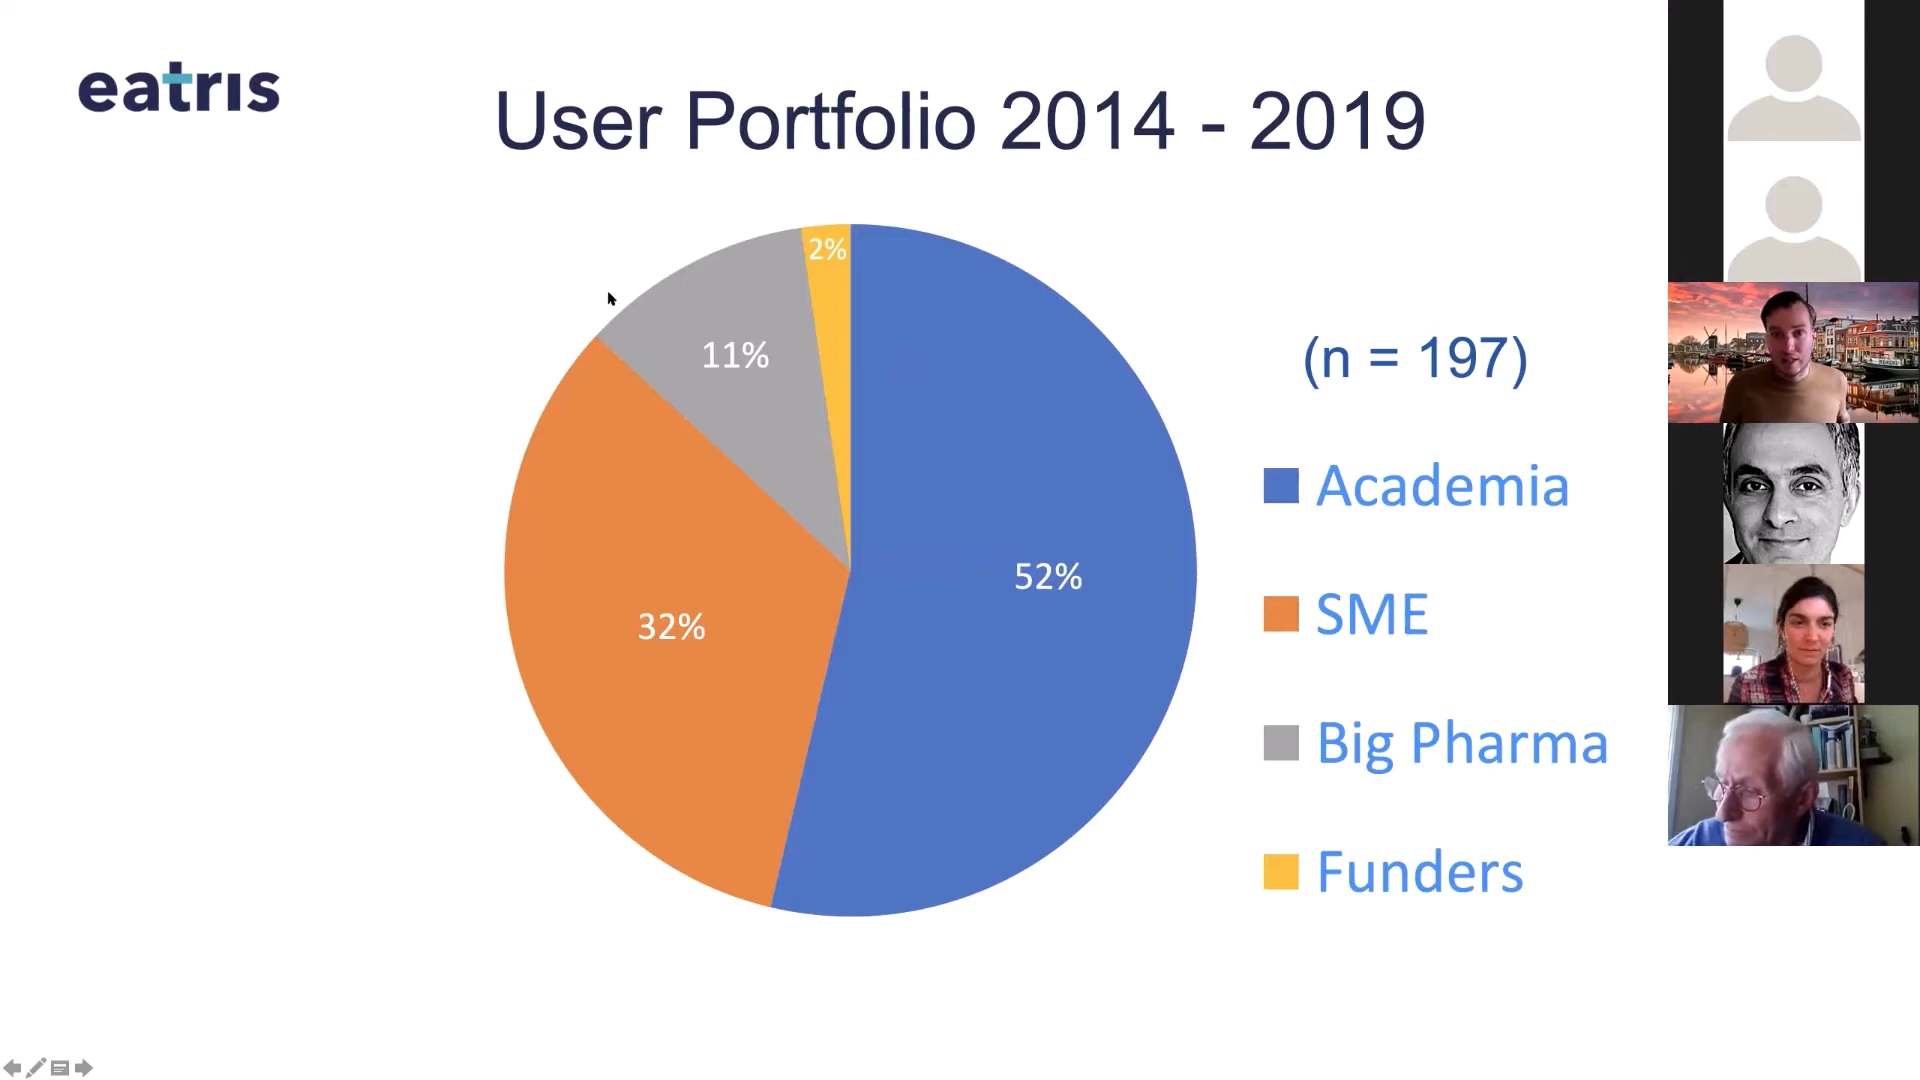 eatris
User Portfolio 2014 - 2019
2%
11%
52%
32%
(n = 197)
Academia
SME
Big Pharma
Funders